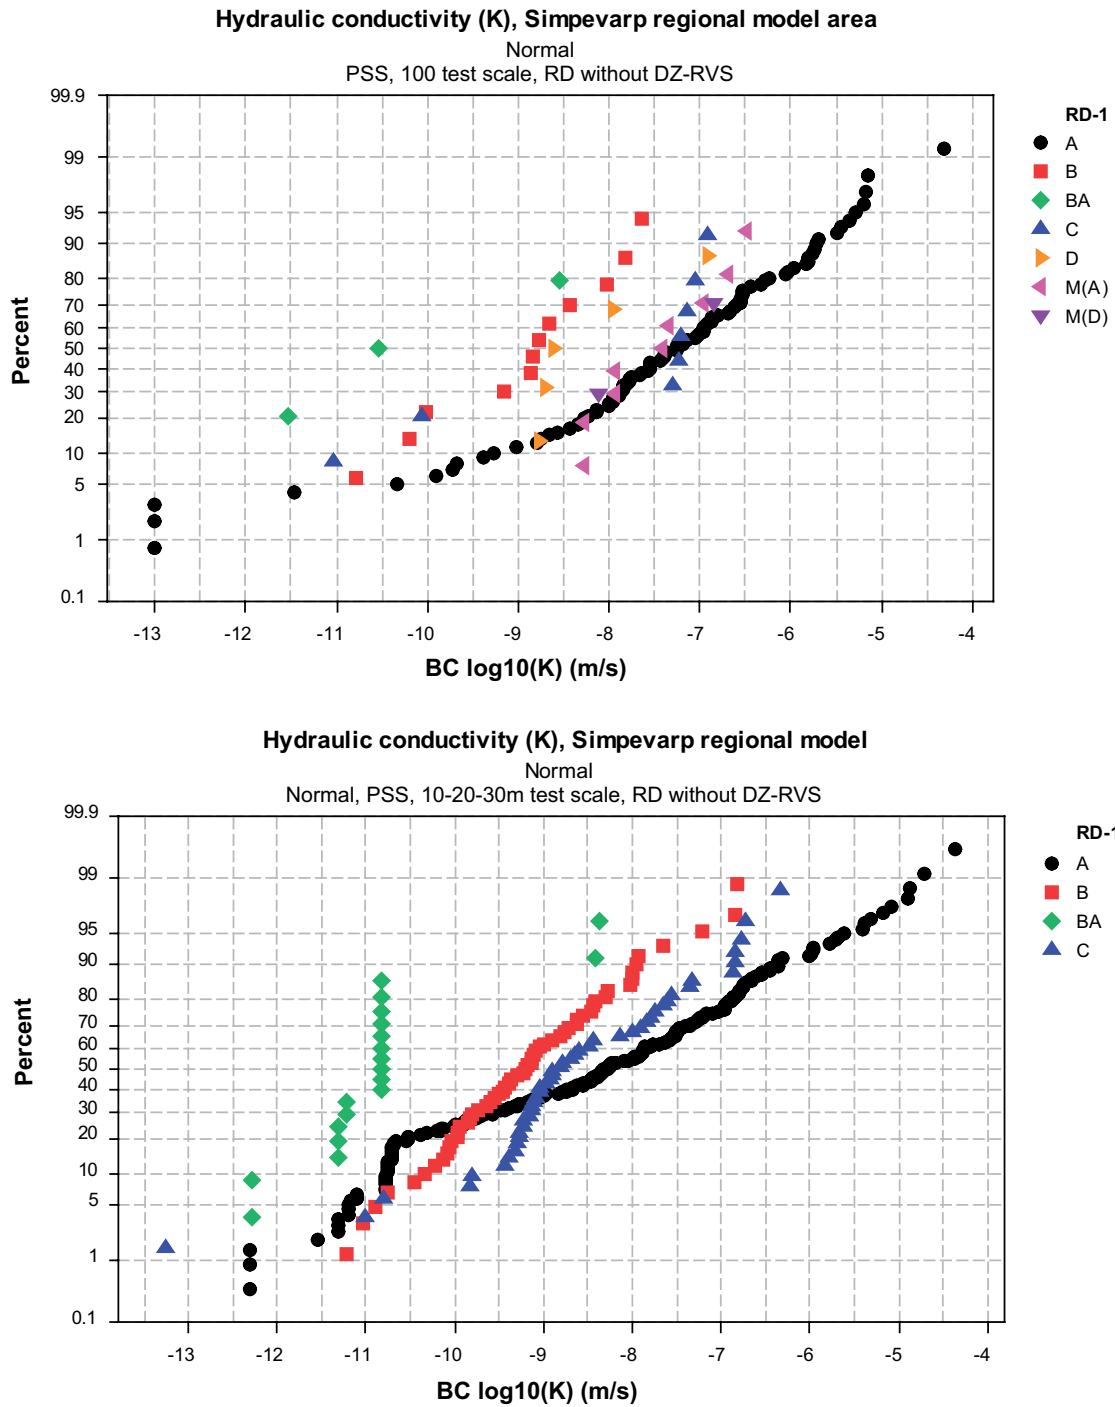 Hydraulic conductivity (K), Simpevarp regional model area
Normal
PSS, 100 test scale, RD without DZ-RVS
99.9
99
95
90
80
70
60
50
40
30
20
10
5
1
0.1
Percent
-13 -12 -11 -10 -9 -8 -7 -6 -5 -4
BC log10(K) (m/s)
RD-1
A
B
BA
C
D
M(A)
M(D)
Hydraulic conductivity (K), Simpevarp regional model
Normal
Normal, PSS, 10-20-30m test scale, RD without DZ-RVS
99.9
99
95
90
80
70
60
50
40
30
20
10
5
1
0.1
Percent
-13 -12 -11 -10 -9 -8 -7 -6 -5 -4
BC log10(K) (m/s)
RD-1
A
B
BA
C